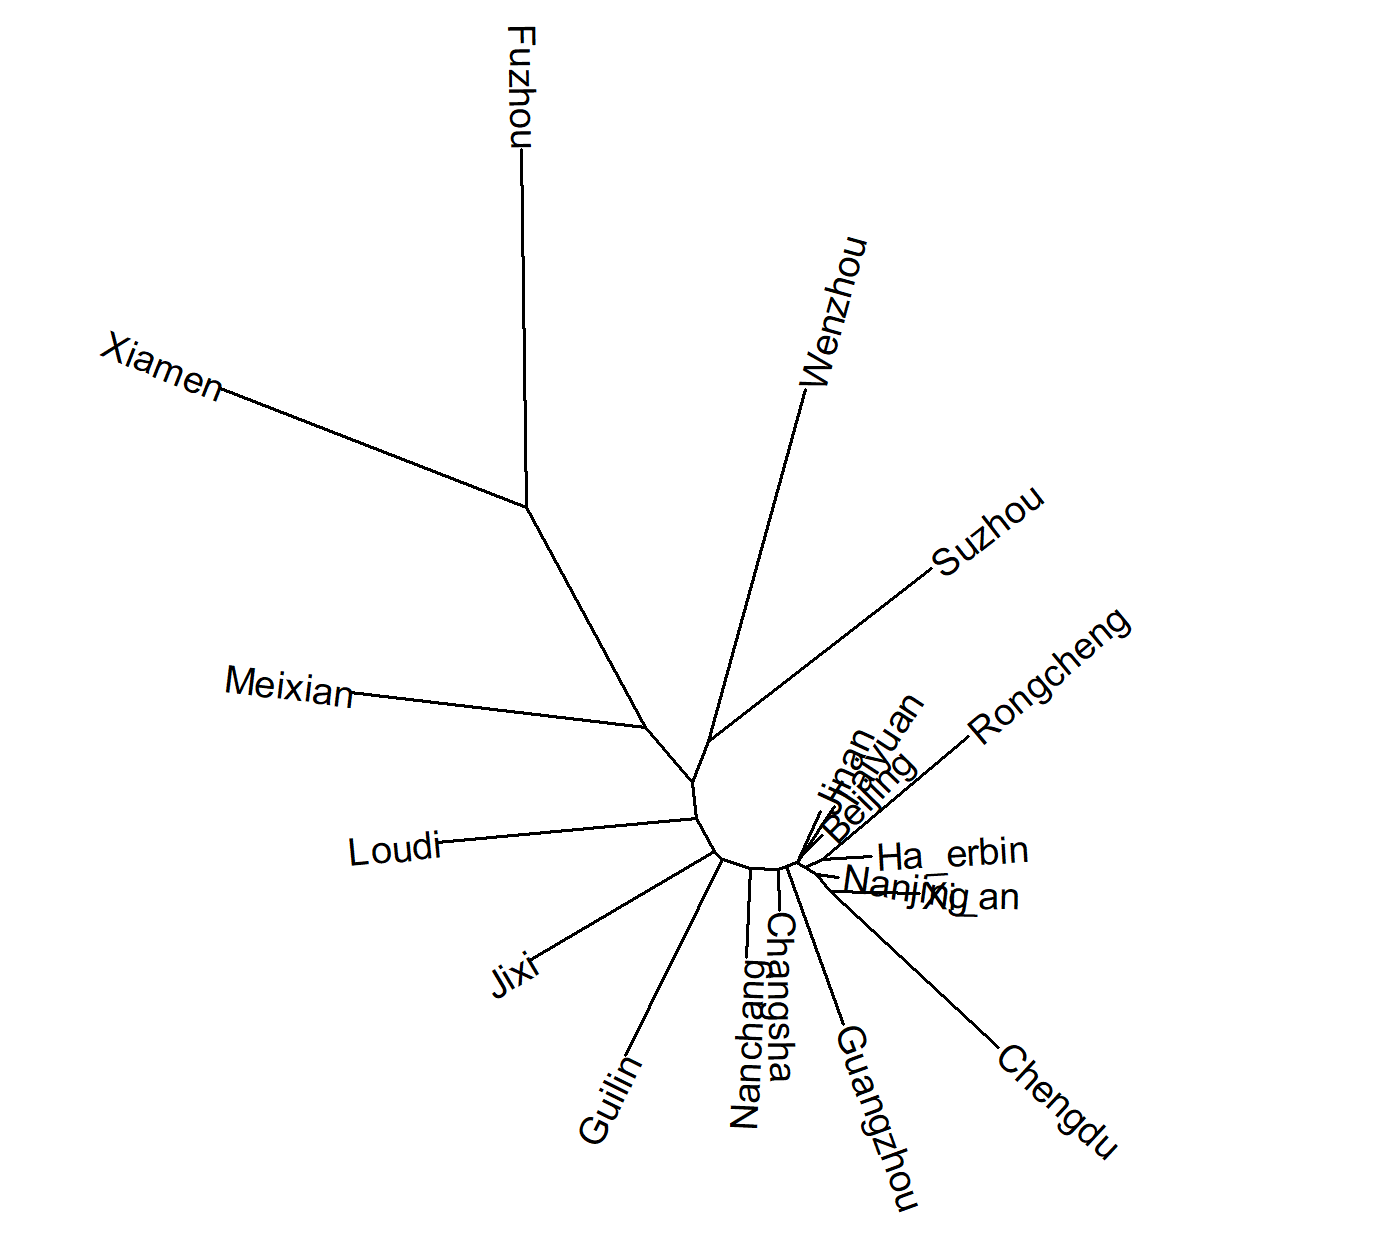 Fuzhou
Wenzhou
Xiamen
Suzhou
Rongcheng
Meixian
Jinan
Taiyuan
Beijing
Loudi
Ha_erbin
Nanjing
Xi_an
Jixi
Changsha
Nanchang
Guilin
Guangzhou
Chengdu